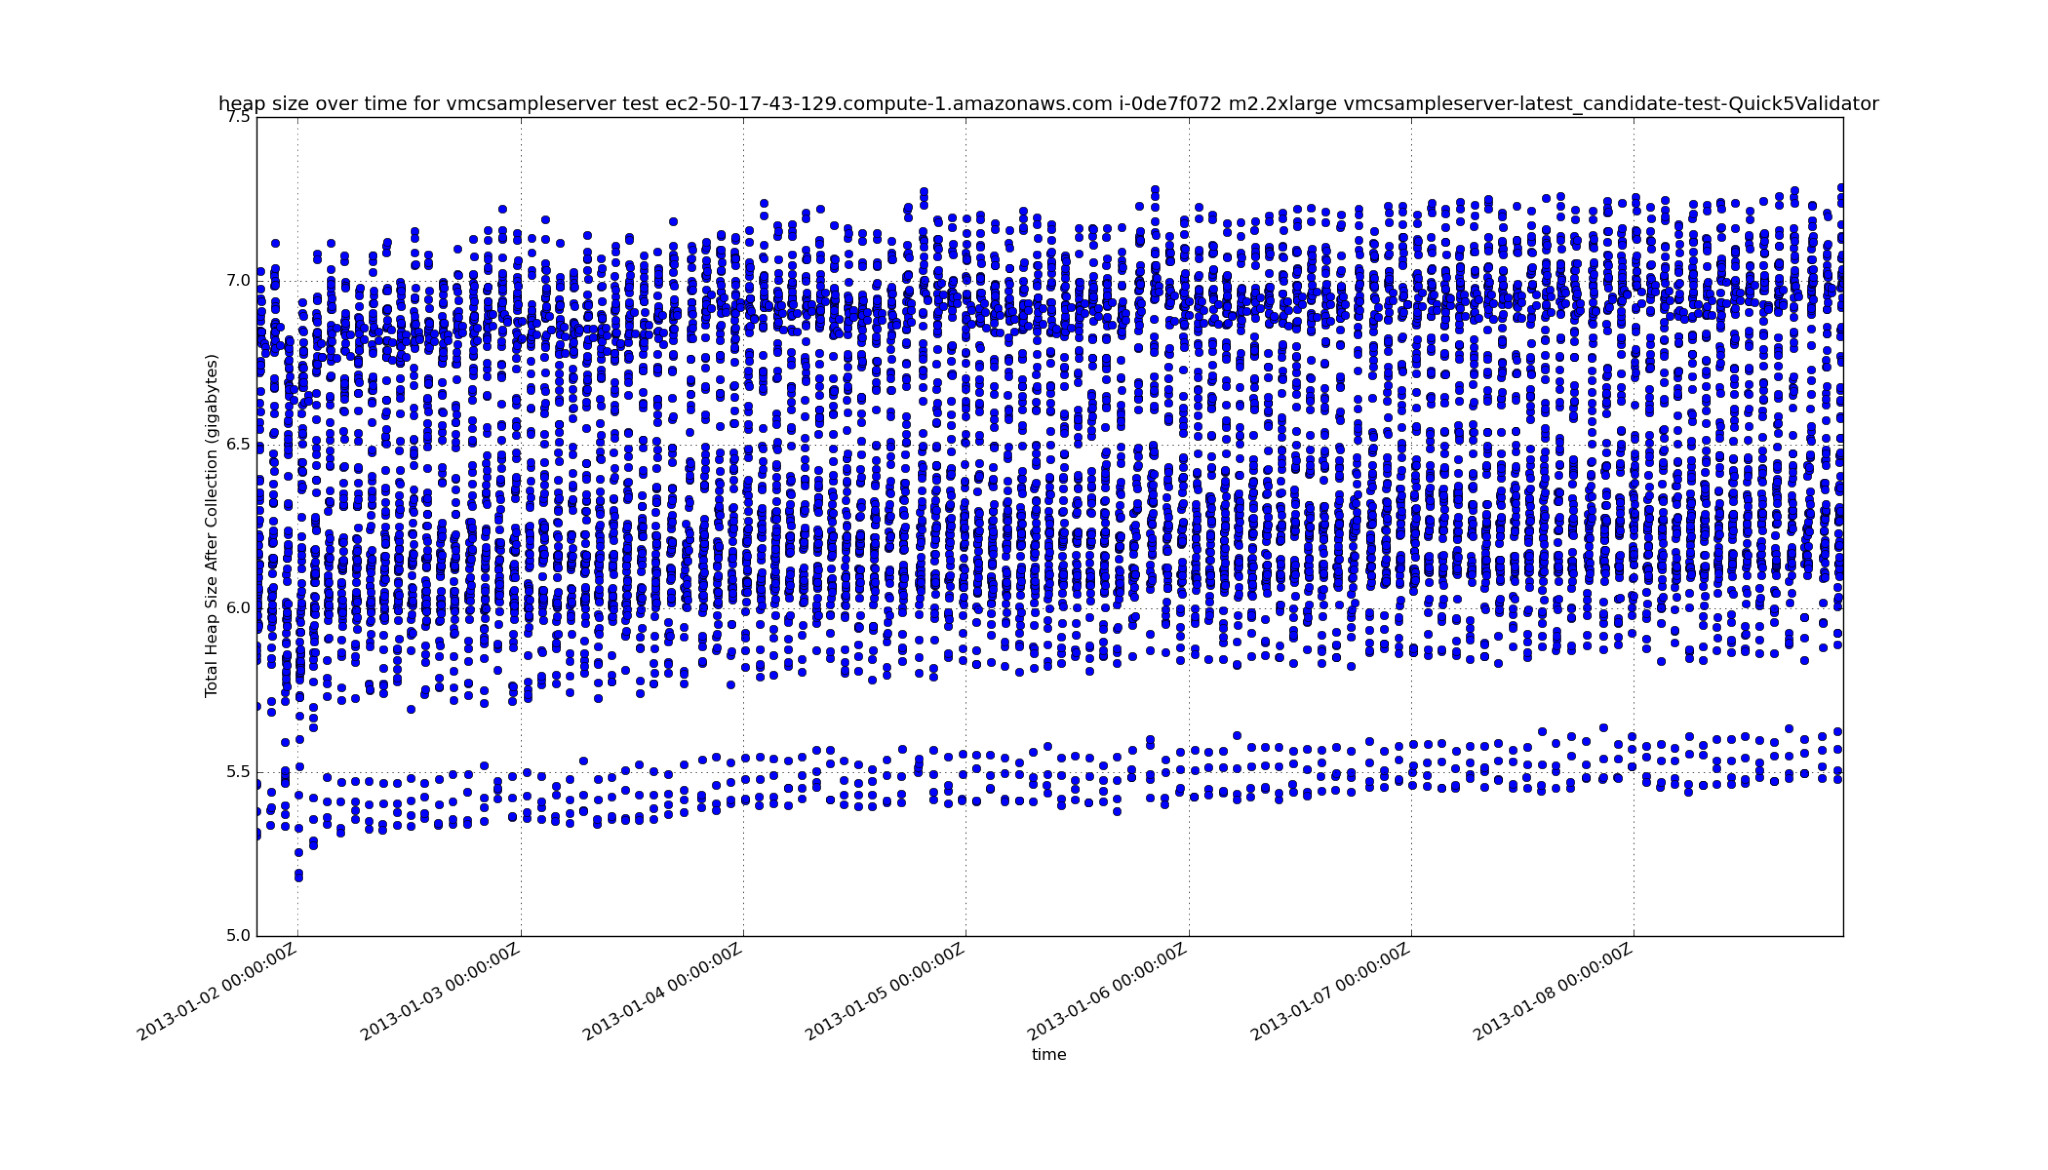 heap size over time for vmcsampleserver test ec2-50-17-43-129.compute-1.amazonaws.com i-0de7f072 m2.2xlarge vmcsampleserver-latest_candidate-test-Quick5Validator
7.5
7.0
6.5
6.0
5.5
5.0
Total Heap Size After Collection (gigabytes)
2013-01-02 00:00:00Z
2013-01-03 00:00:00Z
2013-01-04 00:00:00Z
2013-01-05 00:00:00Z
2013-01-06 00:00:00Z
2013-01-07 00:00:00Z
2013-01-08 00:00:00Z
time